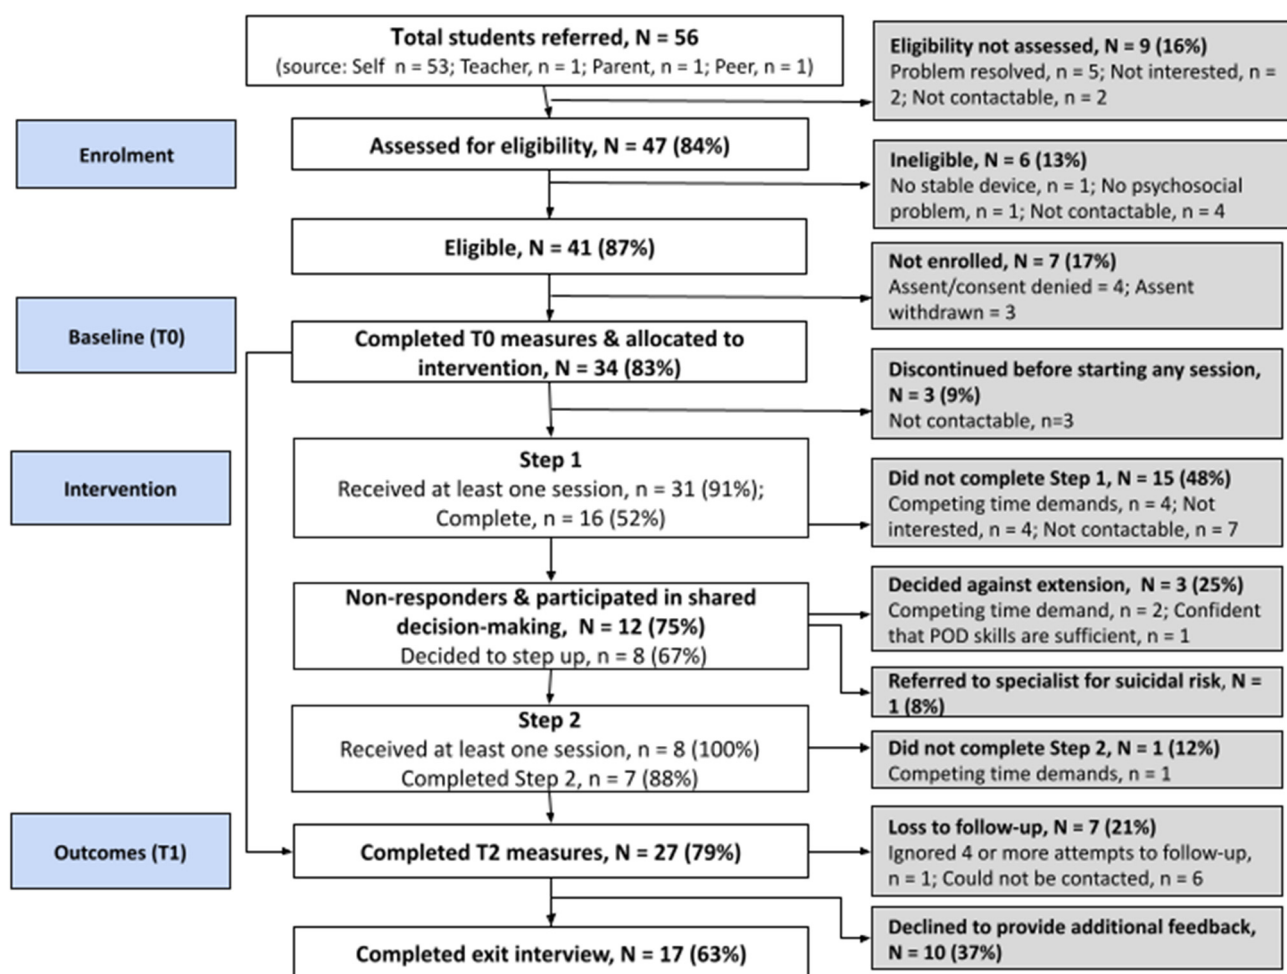 Total students referred, N = 56
(source: Self n = 53; Teacher, n = 1; Parent, n = 1; Peer, n = 1)
Eligibility not assessed, N = 9 (16%)
Problem resolved, n = 5; Not interested, n =
2; Not contactable, n = 2
Enrolment
Assessed for eligibility, N = 47 (84%)
Ineligible, N = 6 (13%)
No stable device, n = 1; No psychosocial
problem, n = 1; Not contactable, n = 4
Eligible, N = 41 (87%)
Not enrolled, N = 7 (17%)
Assent/consent denied = 4; Assent
withdrawn = 3
Baseline (T0)
Completed T0 measures & allocated to
intervention, N = 34 (83%)
Discontinued before starting any session,
N = 3 (9%)
Not contactable, n=3
Intervention
Step 1
Received at least one session, n = 31 (91%);
Complete, n = 16 (52%)
Did not complete Step 1, N = 15 (48%)
Competing time demands, n = 4; Not
interested, n = 4; Not contactable, n = 7
Non-responders & participated in shared
decision-making, N = 12 (75%)
Decided to step up, n = 8 (67%)
Decided against extension, N = 3 (25%)
Competing time demand, n = 2; Confident
that POD skills are sufficient, n = 1
Referred to specialist for suicidal risk, N =
1 (8%)
Step 2
Received at least one session, n = 8 (100%)
Completed Step 2, n = 7 (88%)
Did not complete Step 2, N = 1 (12%)
Competing time demands, n = 1
Outcomes (T1)
Completed T2 measures, N = 27 (79%)
Loss to follow-up, N = 7 (21%)
Ignored 4 or more attempts to follow-up,
n = 1; Could not be contacted, n = 6
Declined to provide additional feedback,
N = 10 (37%)
Completed exit interview, N = 17 (63%)